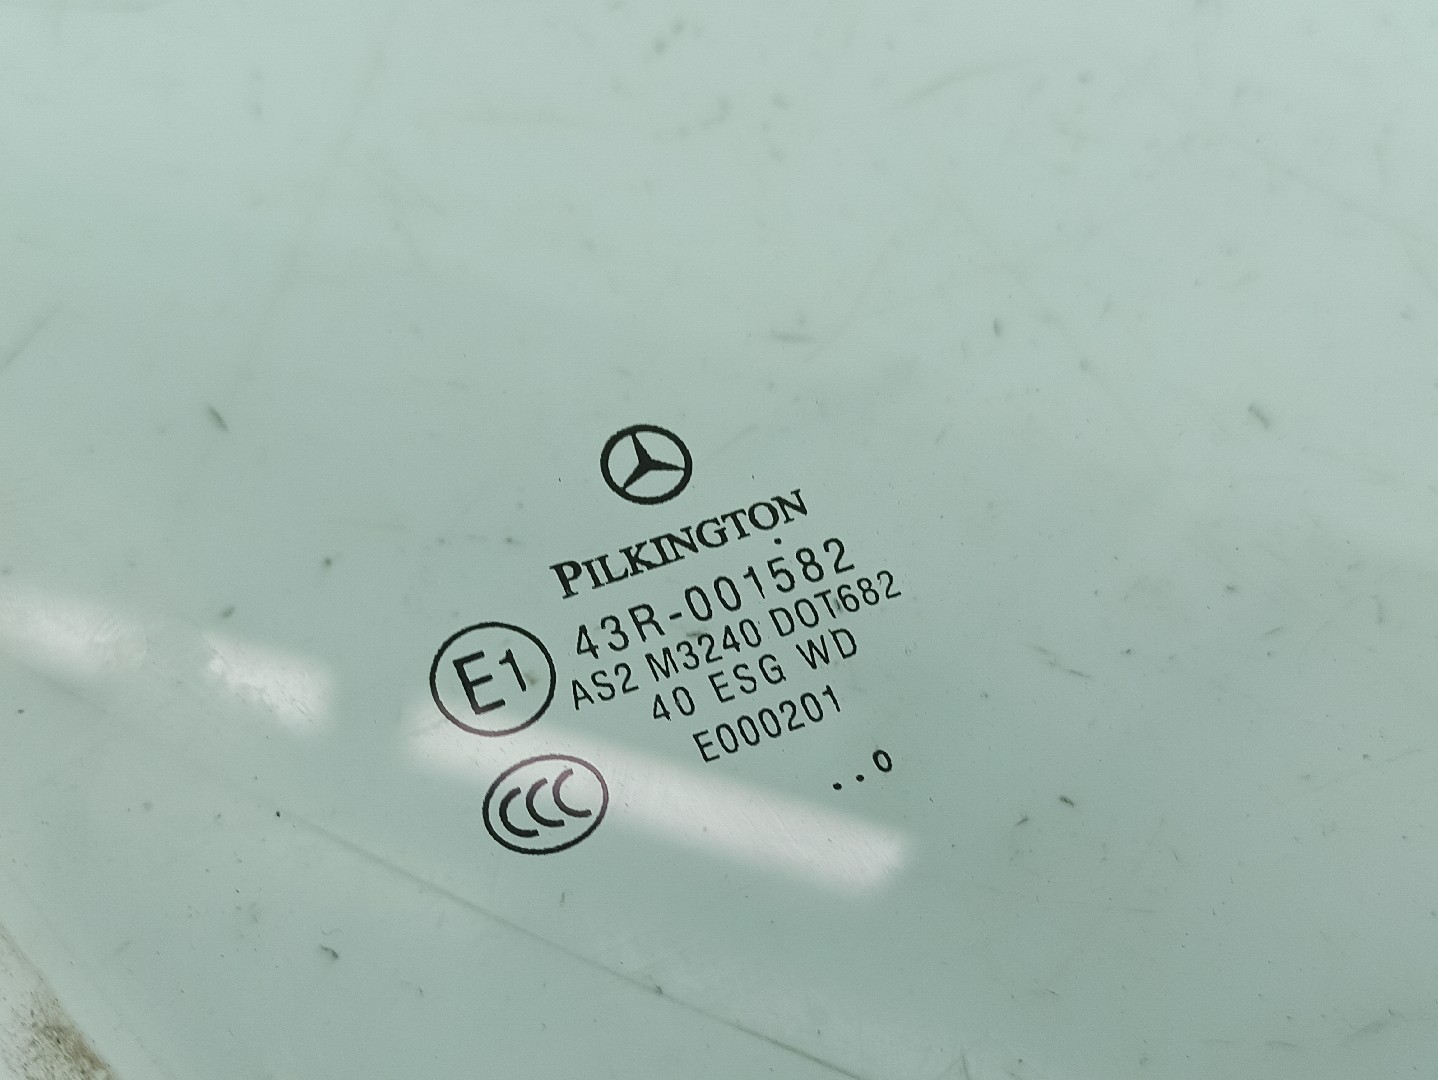 PILKINGTON
43R-001582
E1
AS2 M3240 DOT682
40 ESG WD
E000201
CCC
..0